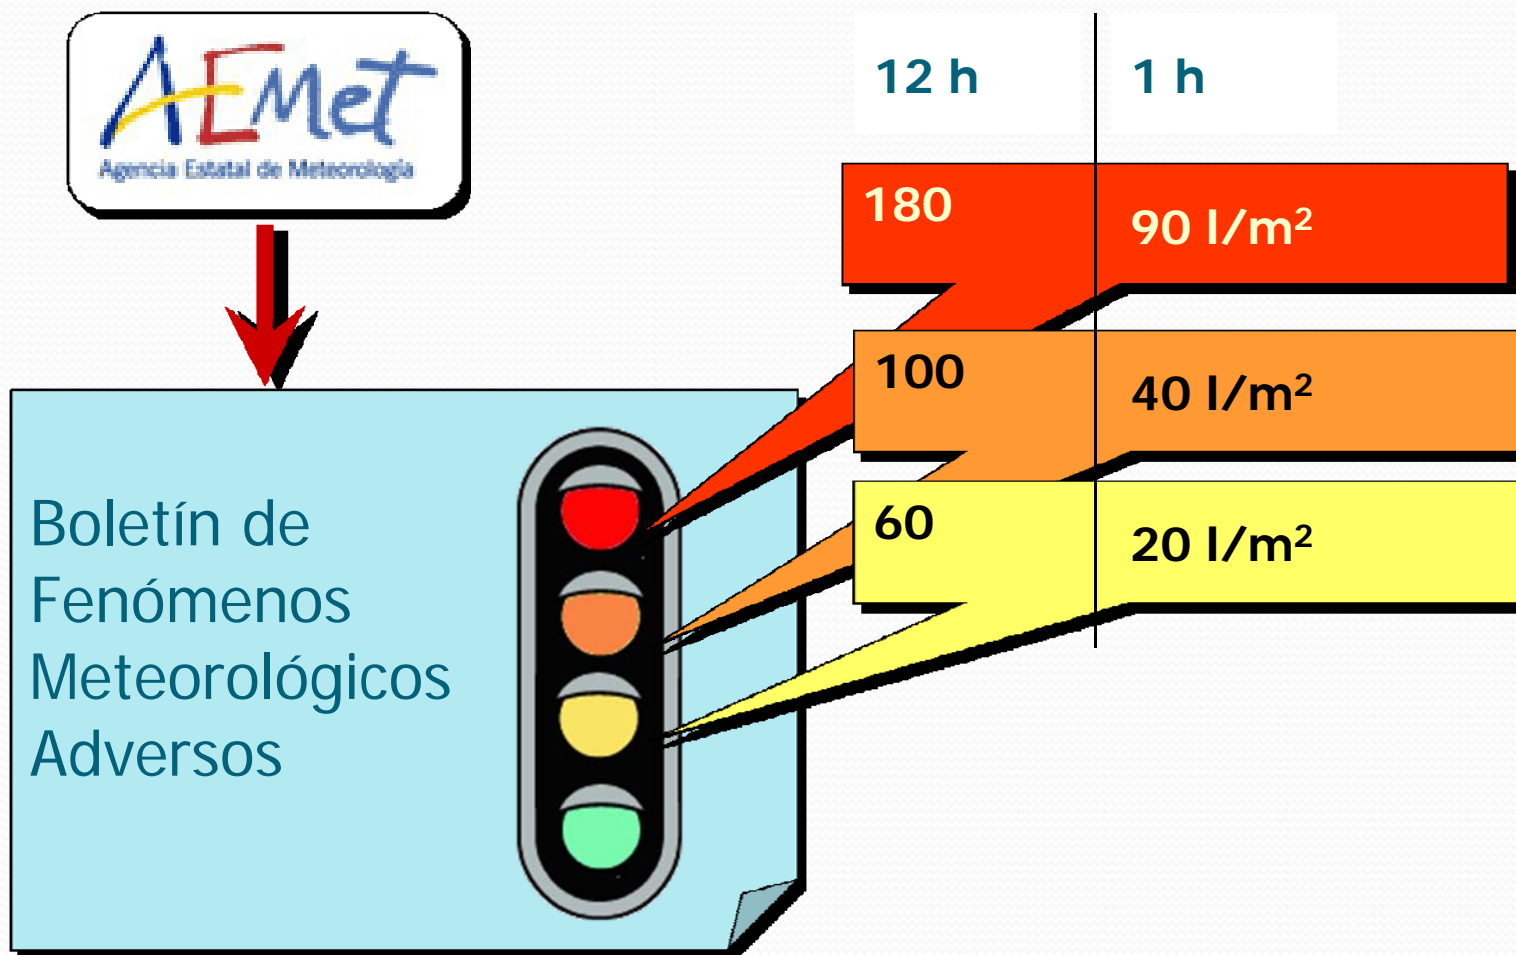 AEMet
Agencia Estatal de Meteorología
12 h 1 h
180 90 l/m²
100 40 l/m²
60 20 l/m²
Boletín de
Fenómenos
Meteorológicos
Adversos